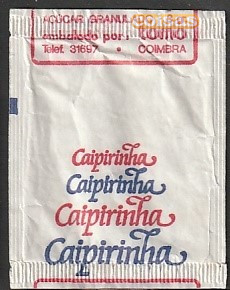 AÇÚCAR GRANULADO
embalado por:
Telef. 31697 • COIMBRA
Caipirinha
Caipirinha
Caipirinha
Caipirinha